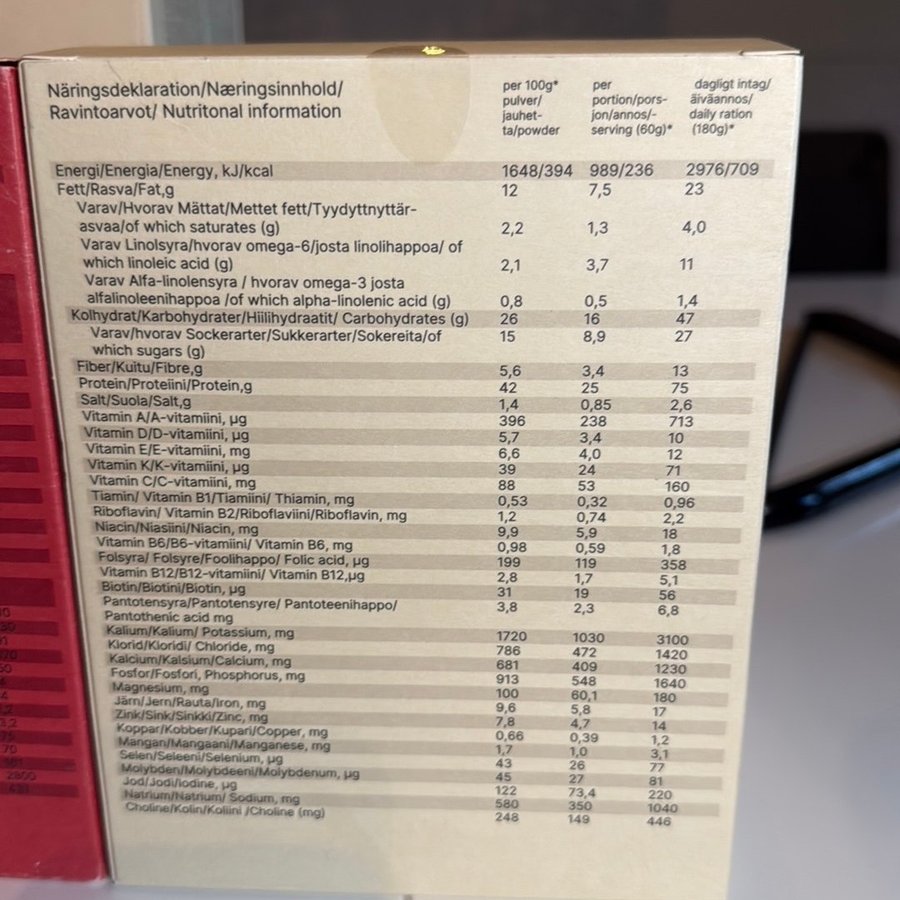 Näringsdeklaration/Næringsinnhold/
Ravintoarvot/ Nutritonal information
per 100g*
pulver/
jauhet-
ta/powder
per
portion/pors-
jon/annos/-
serving (60g)*
dagligt intag/
äiväannos/
daily ration
(180g)*
Energi/Energia/Energy, kJ/kcal 1648/394 989/236 2976/709
Fett/Rasva/Fat,g 12 7,5 23
Varav/Hvorav Mättat/Mettet fett/Tyydyttnyttär-
asvaa/of which saturates (g) 2,2 1,3 4,0
Varav Linolsyra/hvorav omega-6/josta linolihappoa/ of
which linoleic acid (g) 2,1 3,7 11
Varav Alfa-linolensyra / hvorav omega-3 josta
alfalinoleenihappoa /of which alpha-linolenic acid (g) 0,8 0,5 1,4
Kolhydrat/Karbohydrater/Hiilihydraatit/ Carbohydrates (g) 26 16 47
Varav/hvorav Sockerarter/Sukkerarter/Sokereita/of 15 8,9 27
which sugars (g)
Fiber/Kuitu/Fibre,g 5,6 3,4 13
Protein/Proteiini/Protein,g 42 25 75
Salt/Suola/Salt,g 1,4 0,85 2,6
Vitamin A/A-vitamiini, µg 396 238 713
Vitamin D/D-vitamiini, µg 5,7 3,4 10
Vitamin E/E-vitamiini, mg 6,6 4,0 12
Vitamin K/K-vitamiini, µg 39 24 71
Vitamin C/C-vitamiini, mg 88 53 160
Tiamin/ Vitamin B1/Tiamiini/ Thiamin, mg 0,53 0,32 0,96
Riboflavin/ Vitamin B2/Riboflaviini/Riboflavin, mg 1,2 0,74 2,2
Niacin/Niasiini/Niacin, mg 9,9 5,9 18
Vitamin B6/B6-vitamiini/ Vitamin B6, mg 0,98 0,59 1,8
Folsyra/ Folsyre/Foolihappo/ Folic acid, µg 199 119 358
Vitamin B12/B12-vitamiini/ Vitamin B12,µg 2,8 1,7 5,1
Biotin/Biotini/Biotin, µg 31 19 56
Pantotensyra/Pantotensyre/ Pantoteenihappo/ 3,8 2,3 6,8
Pantothenic acid mg
Kalium/Kalium/ Potassium, mg 1720 1030 3100
Klorid/Kloridi/ Chloride, mg 786 472 1420
Kalcium/Kalsium/Calcium, mg 681 409 1230
Fosfor/Fosfori, Phosphorus, mg 913 548 1640
Magnesium, mg 100 60,1 180
Järn/Jern/Rauta/Iron, mg 9,6 5,8 17
Zink/Sink/Sinkki/Zinc, mg 7,8 4,7 14
Koppar/Kobber/Kupari/Copper, mg 0,66 0,39 1,2
Mangan/Mangaani/Manganese, mg 1,7 1,0 3,1
Selen/Seleeni/Selenium, µg 43 26 77
Molybden/Molybdeeni/Molybdenum, µg 45 27 81
Jod/Jodi/Iodine, µg 122 73,4 220
Natrium/Natrium/ Sodium, mg 580 350 1040
Choline/Kolin/Koliini /Choline (mg) 248 149 446